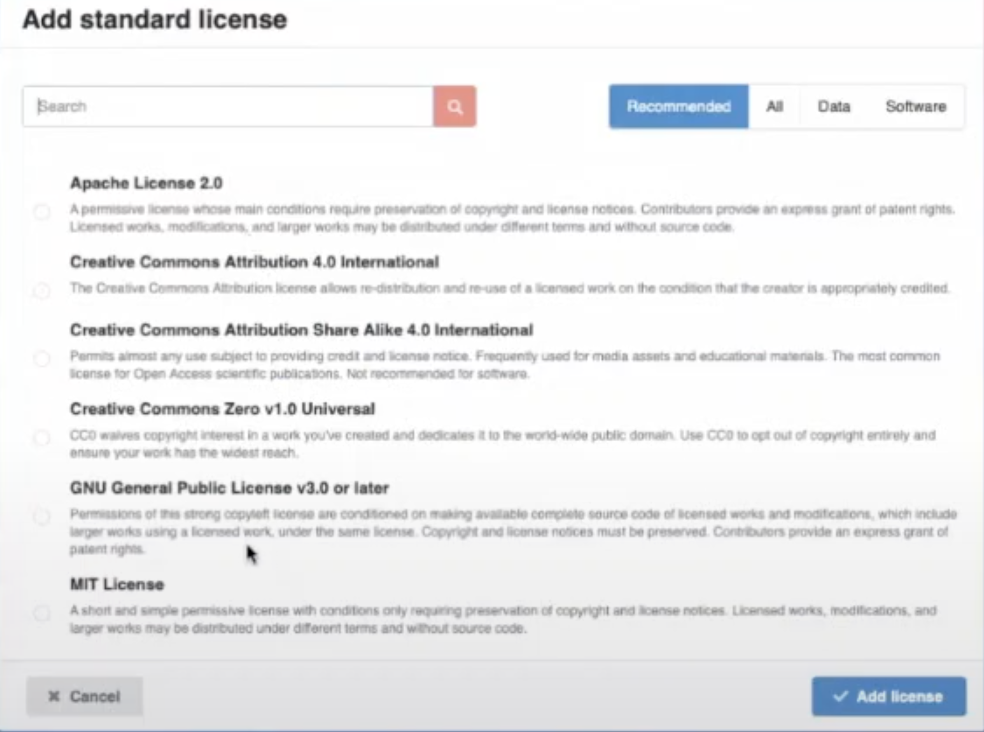 Add standard license
Search
Recommended All Data Software
Apache License 2.0
A permissive license whose main conditions require preservation of copyright and license notices. Contributors provide an express grant of patent rights.
Licensed works, modifications, and larger works may be distributed under different terms and without source code.
Creative Commons Attribution 4.0 International
The Creative Commons Attribution license allows re-distribution and re-use of a licensed work on the condition that the creator is appropriately credited.
Creative Commons Attribution Share Alike 4.0 International
Permits almost any use subject to providing credit and license notice. Frequently used for media assets and educational materials. The most common
license for Open Access scientific publications. Not recommended for software.
Creative Commons Zero v1.0 Universal
CC0 waives copyright interest in a work you've created and dedicates it to the world-wide public domain. Use CC0 to opt out of copyright entirely and
ensure your work has the widest reach.
GNU General Public License v3.0 or later
Permissions of this strong copyleft license are conditioned on making available complete source code of licensed works and modifications, which include
larger works using a licensed work, under the same license. Copyright and license notices must be preserved. Contributors provide an express grant of
patent rights.
MIT License
A short and simple permissive license with conditions only requiring preservation of copyright and license notices. Licensed works, modifications, and
larger works may be distributed under different terms and without source code.
Cancel
Add license